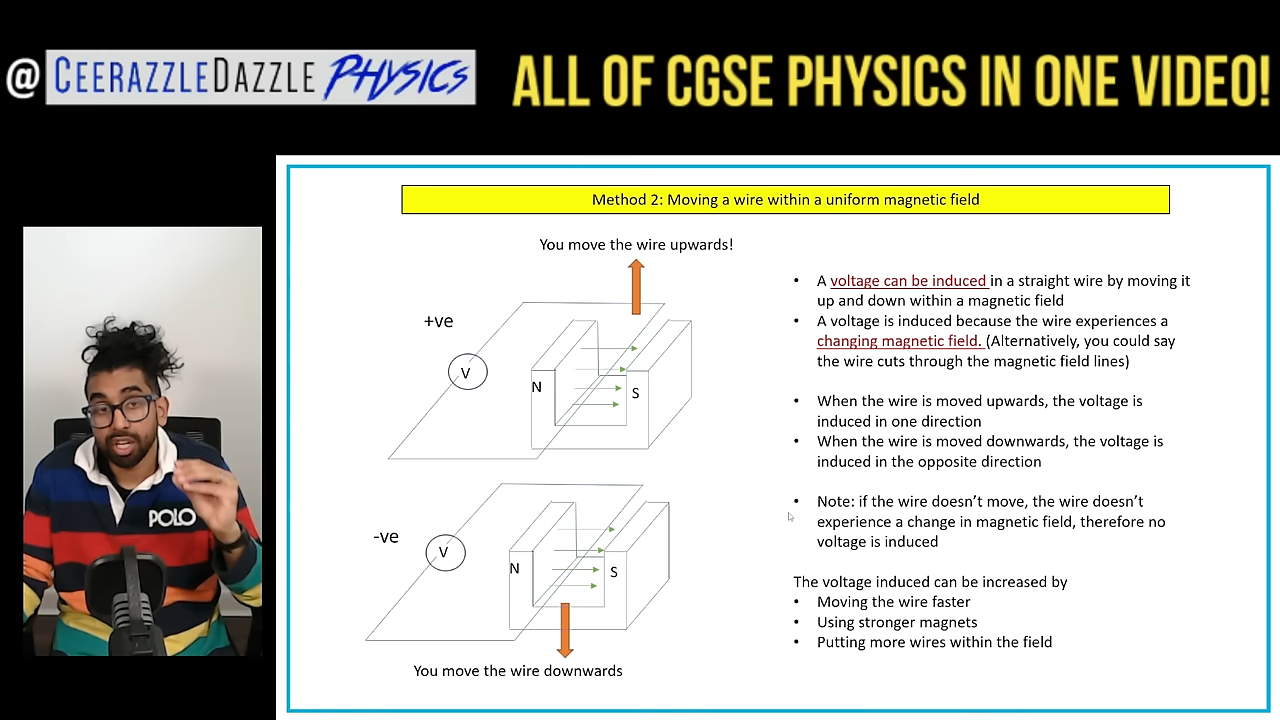 @ CEERAZZLEDAZZLE PHYSICS
ALL OF CGSE PHYSICS IN ONE VIDEO!
Method 2: Moving a wire within a uniform magnetic field
You move the wire upwards!
+ve
V
N
S
-ve
V
N
S
You move the wire downwards
• A voltage can be induced in a straight wire by moving it
up and down within a magnetic field
• A voltage is induced because the wire experiences a
changing magnetic field. (Alternatively, you could say
the wire cuts through the magnetic field lines)
• When the wire is moved upwards, the voltage is
induced in one direction
• When the wire is moved downwards, the voltage is
induced in the opposite direction
• Note: if the wire doesn’t move, the wire doesn’t
experience a change in magnetic field, therefore no
voltage is induced
The voltage induced can be increased by
• Moving the wire faster
• Using stronger magnets
• Putting more wires within the field
POLO